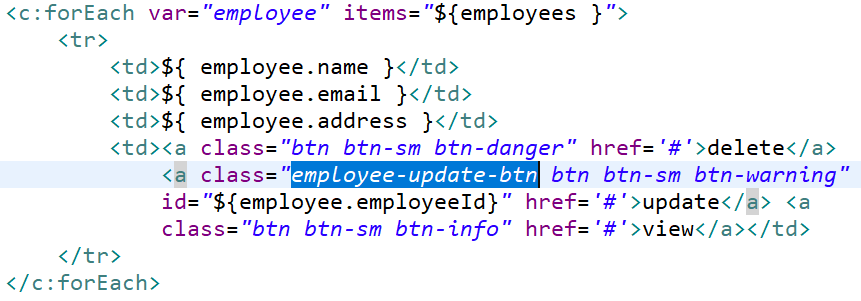 <c:forEach var="employee" items="${employees }">
<tr>
<td>${ employee.name }</td>
<td>${ employee.email }</td>
<td>${ employee.address }</td>
<td><a class="btn btn-sm btn-danger" href='#'>delete</a>
<a class="employee-update-btn btn btn-sm btn-warning"
id="${employee.employeeId}" href='#'>update</a> <a
class="btn btn-sm btn-info" href='#'>view</a></td>
</tr>
</c:forEach>